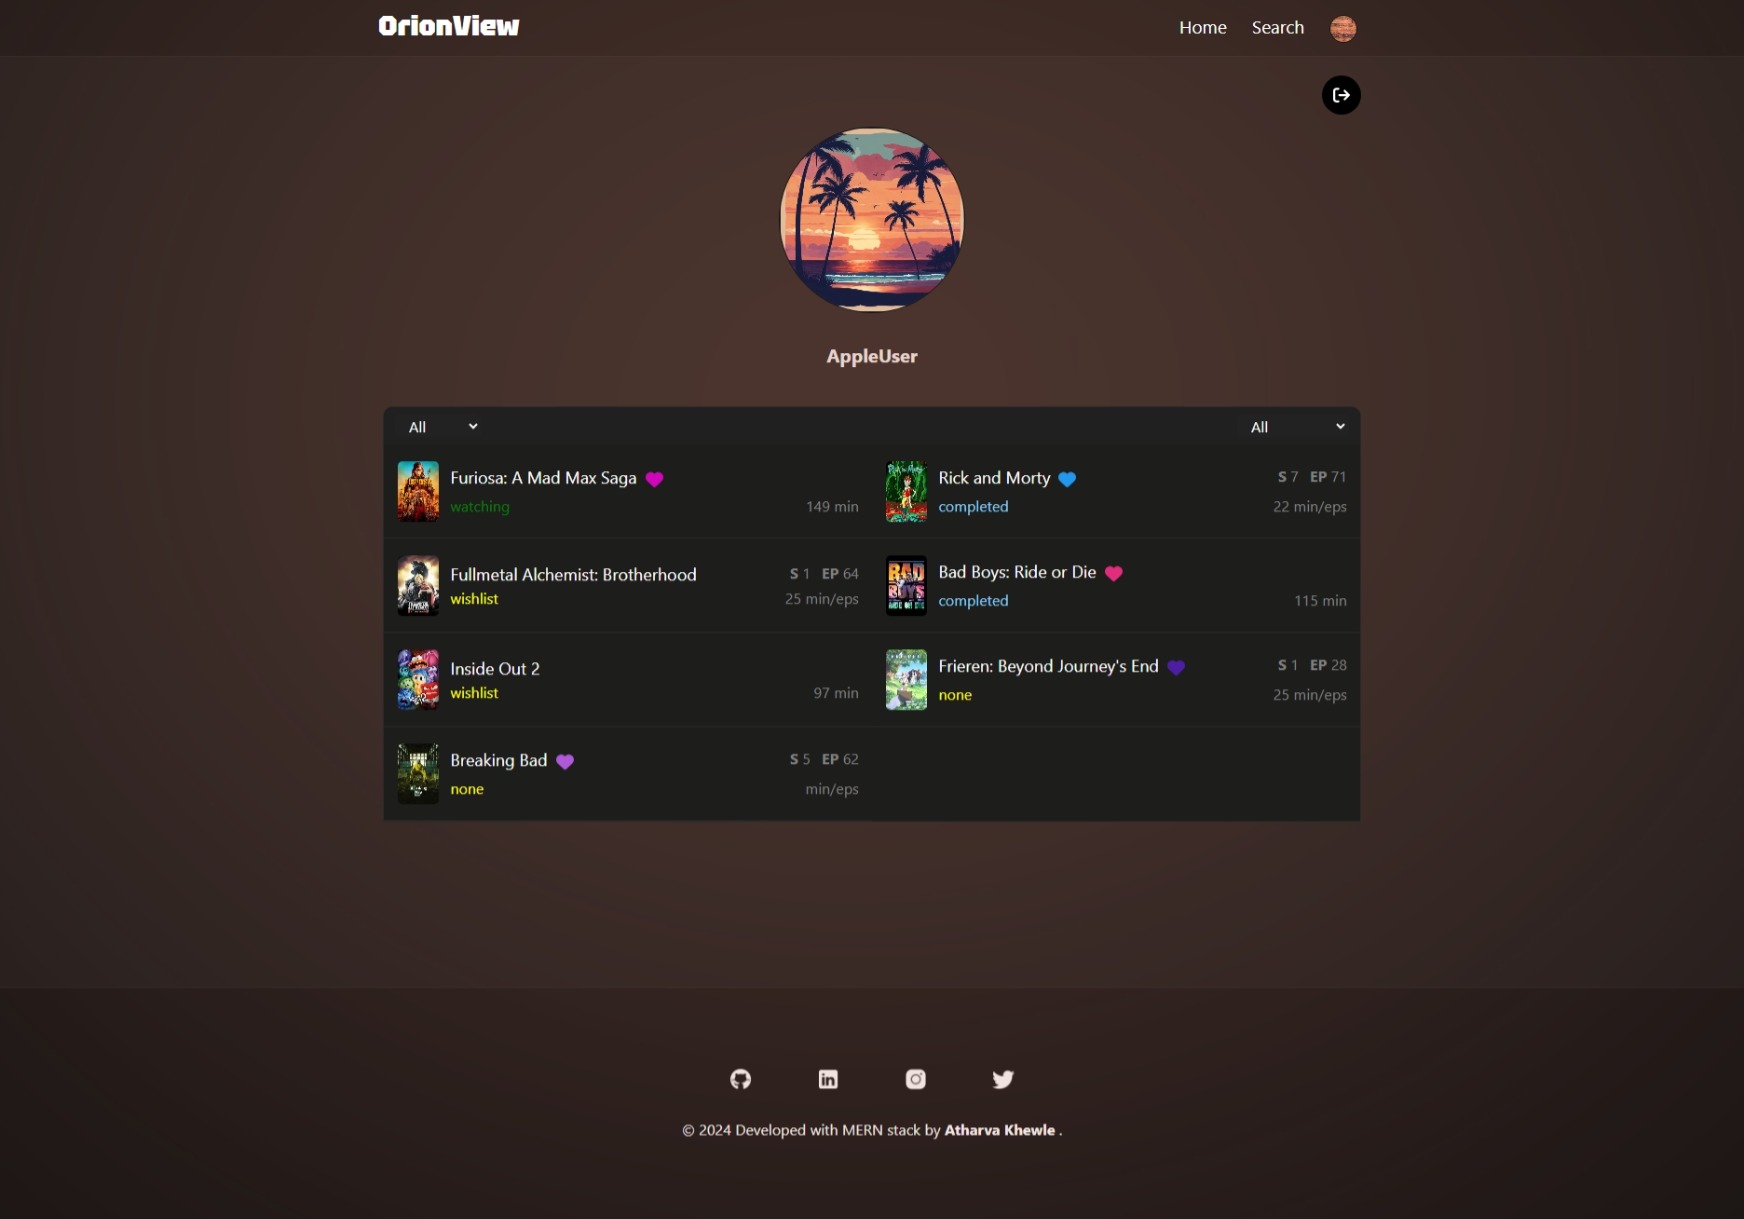 OrionView
Home Search
AppleUser
All
All
Furiosa: A Mad Max Saga
watching
149 min
Rick and Morty
S 7 EP 71
completed
22 min/eps
Fullmetal Alchemist: Brotherhood
S 1 EP 64
wishlist
25 min/eps
Bad Boys: Ride or Die
completed
115 min
Inside Out 2
wishlist
97 min
Frieren: Beyond Journey's End
S 1 EP 28
none
25 min/eps
Breaking Bad
S 5 EP 62
none
min/eps
BAD
BOYS
in
© 2024 Developed with MERN stack by Atharva Khewle .